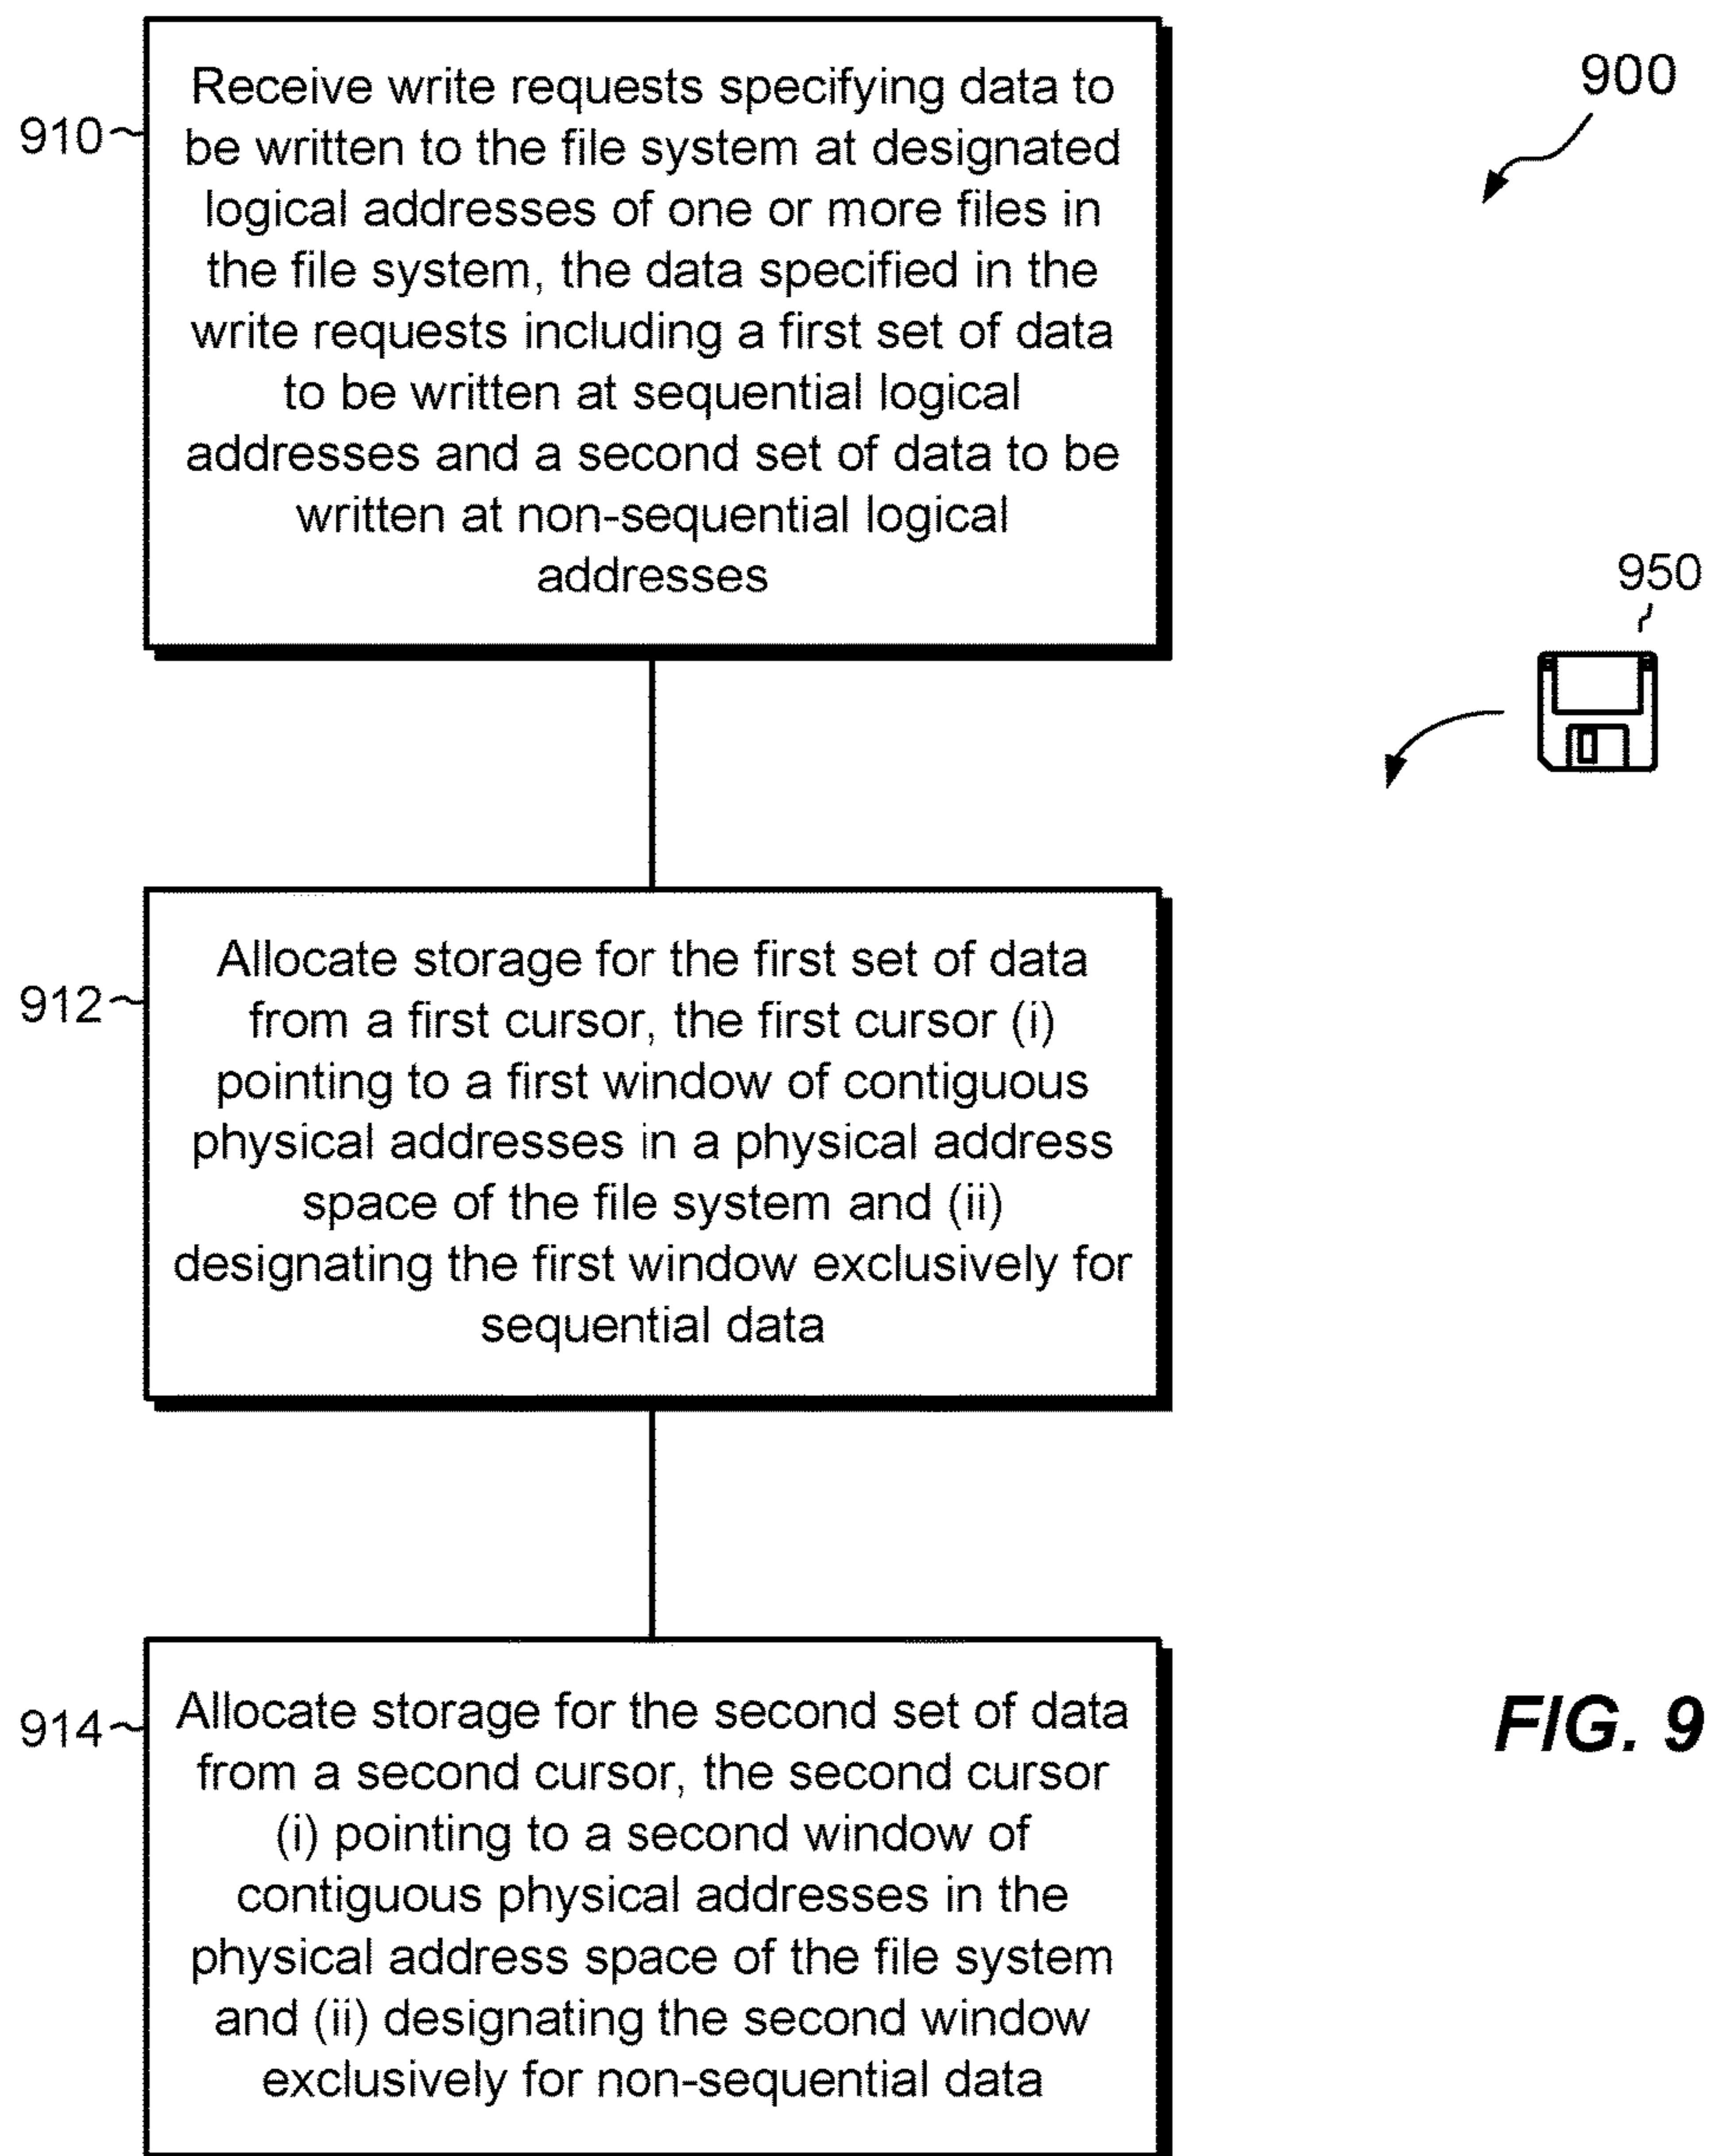 900
910
Receive write requests specifying data to
be written to the file system at designated
logical addresses of one or more files in
the file system, the data specified in the
write requests including a first set of data
to be written at sequential logical
addresses and a second set of data to be
written at non-sequential logical
addresses
950
912
Allocate storage for the first set of data
from a first cursor, the first cursor (i)
pointing to a first window of contiguous
physical addresses in a physical address
space of the file system and (ii)
designating the first window exclusively for
sequential data
914
Allocate storage for the second set of data
from a second cursor, the second cursor
(i) pointing to a second window of
contiguous physical addresses in the
physical address space of the file system
and (ii) designating the second window
exclusively for non-sequential data
FIG. 9